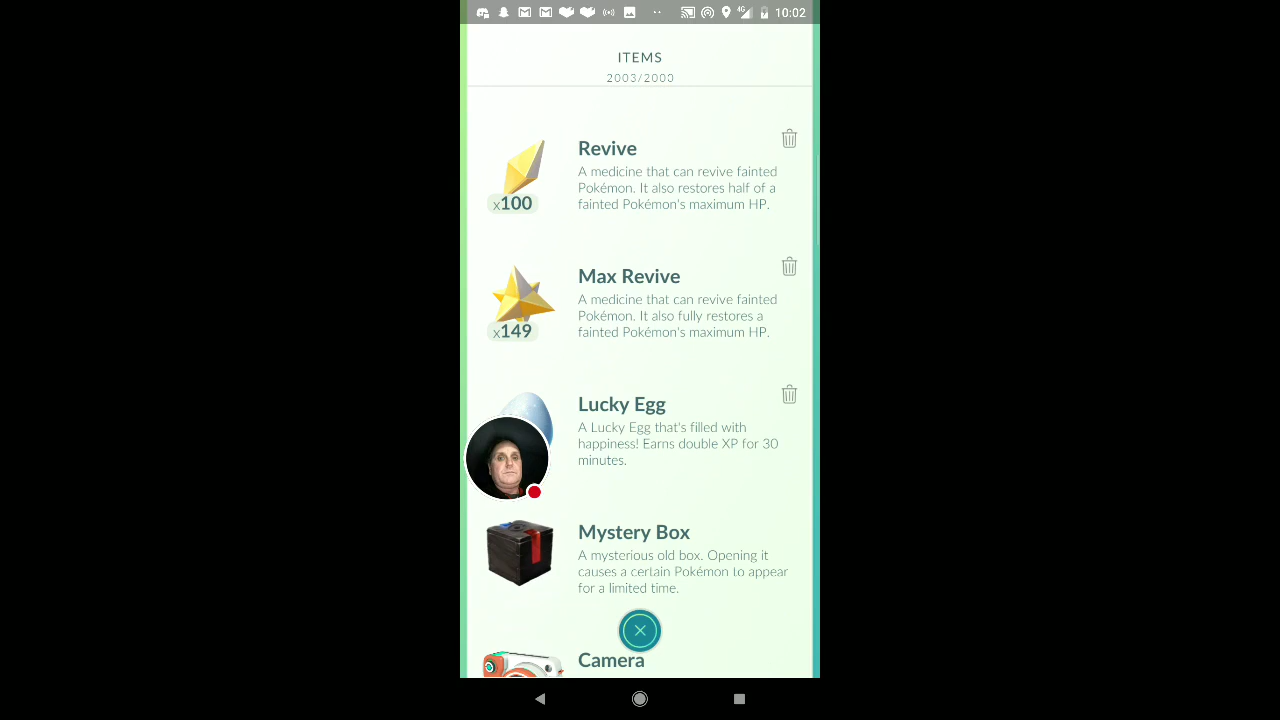 4G 10:02
ITEMS
2003/2000
Revive
A medicine that can revive fainted
Pokémon. It also restores half of a
fainted Pokémon's maximum HP.
x100
Max Revive
A medicine that can revive fainted
Pokémon. It also fully restores a
fainted Pokémon's maximum HP.
x149
Lucky Egg
A Lucky Egg that's filled with
happiness! Earns double XP for 30
minutes.
Mystery Box
A mysterious old box. Opening it
causes a certain Pokémon to appear
for a limited time.
Camera